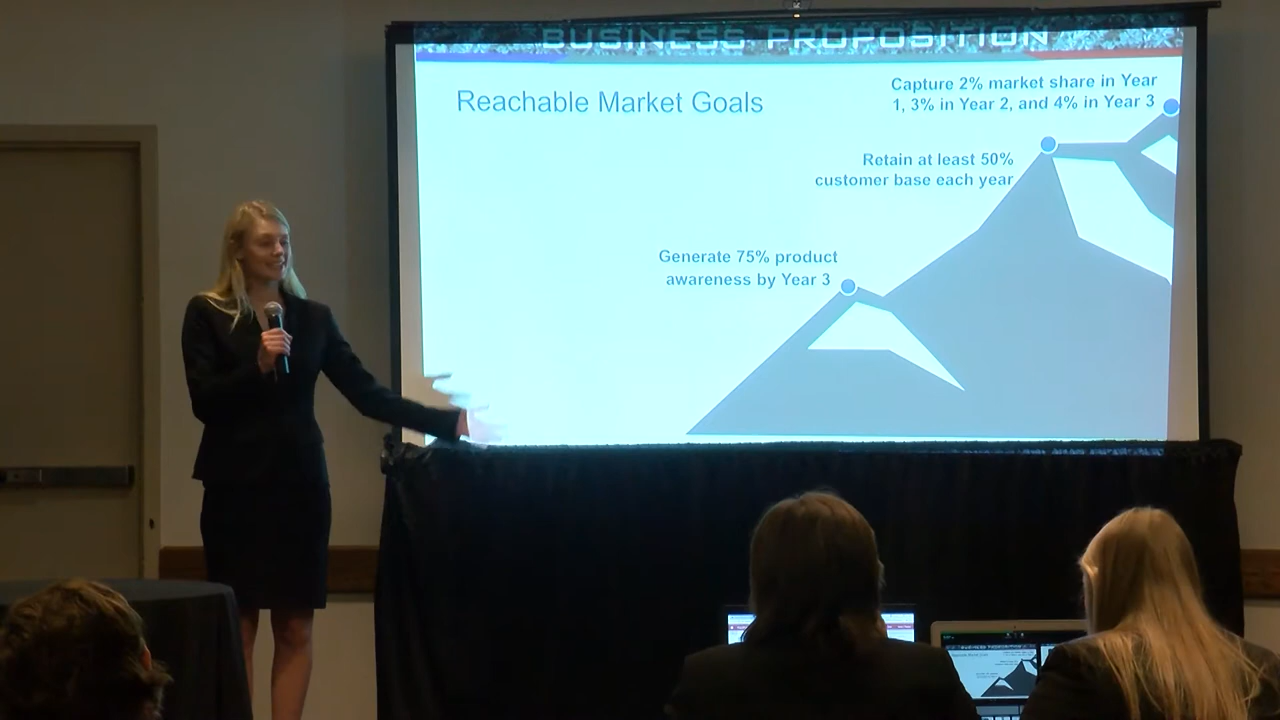 BUSINESS PROPOSITION
Reachable Market Goals
Capture 2% market share in Year
1, 3% in Year 2, and 4% in Year 3
Retain at least 50%
customer base each year
Generate 75% product
awareness by Year 3